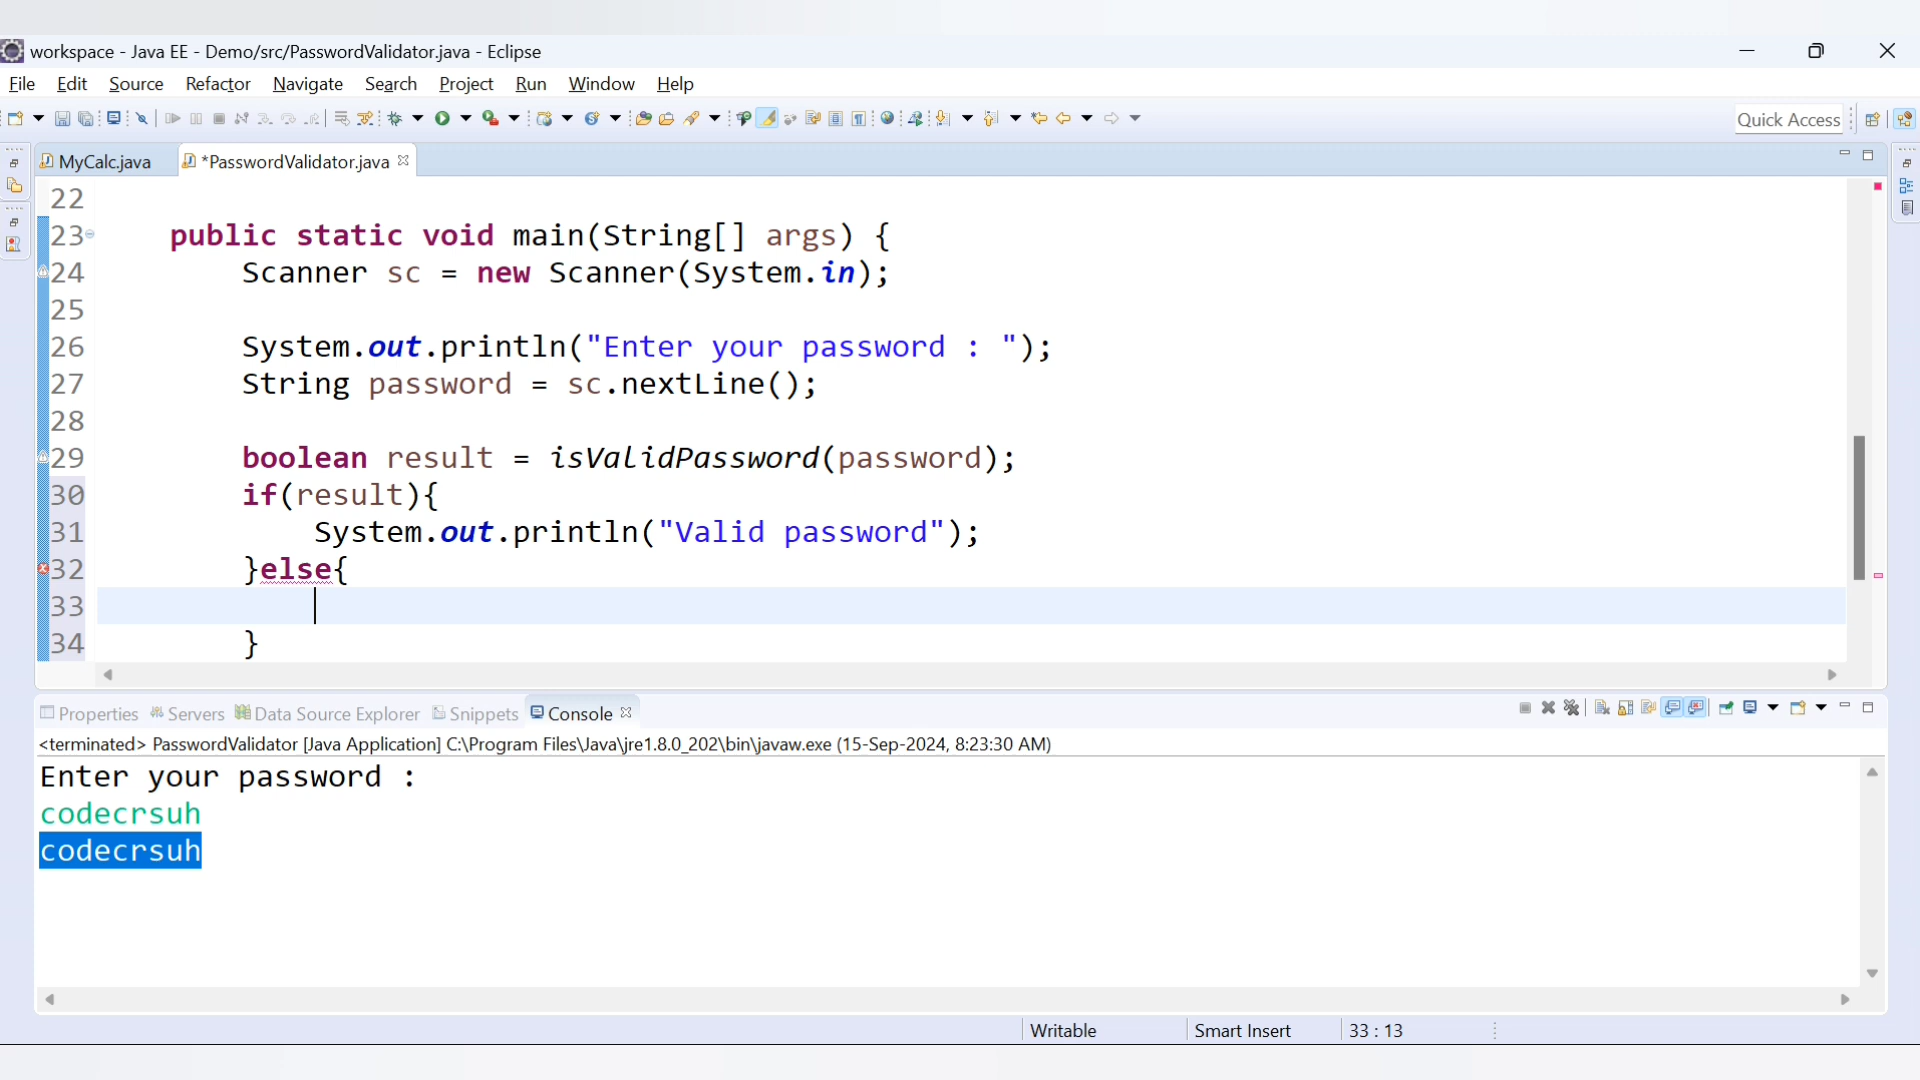 workspace - Java EE - Demo/src/PasswordValidator.java - Eclipse
File Edit Source Refactor Navigate Search Project Run Window Help
Quick Access
MyCalc.java *PasswordValidator.java
22
23 public static void main(String[] args) {
24 Scanner sc = new Scanner(System.in);
25
26 System.out.println("Enter your password : ");
27 String password = sc.nextLine();
28
29 boolean result = isValidPassword(password);
30 if(result){
31 System.out.println("Valid password");
32 }else{
33
34 }
Properties Servers Data Source Explorer Snippets Console
<terminated> PasswordValidator [Java Application] C:\Program Files\Java\jre1.8.0_202\bin\javaw.exe (15-Sep-2024, 8:23:30 AM)
Enter your password :
codecrsuh
codecrsuh
Writable Smart Insert 33 : 13